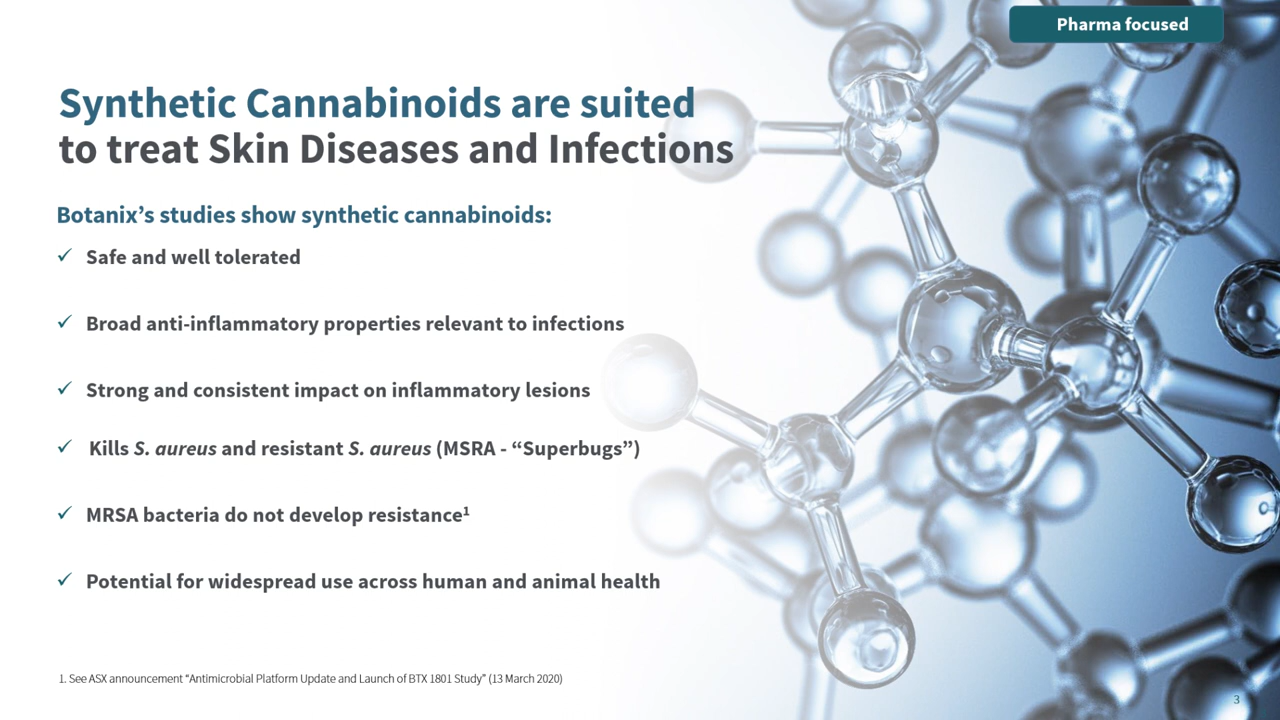 Pharma focused
Synthetic Cannabinoids are suited
to treat Skin Diseases and Infections
Botanix’s studies show synthetic cannabinoids:
✓ Safe and well tolerated
✓ Broad anti-inflammatory properties relevant to infections
✓ Strong and consistent impact on inflammatory lesions
✓ Kills S. aureus and resistant S. aureus (MSRA - “Superbugs”)
✓ MRSA bacteria do not develop resistance¹
✓ Potential for widespread use across human and animal health
1. See ASX announcement “Antimicrobial Platform Update and Launch of BTX 1801 Study” (13 March 2020)
3